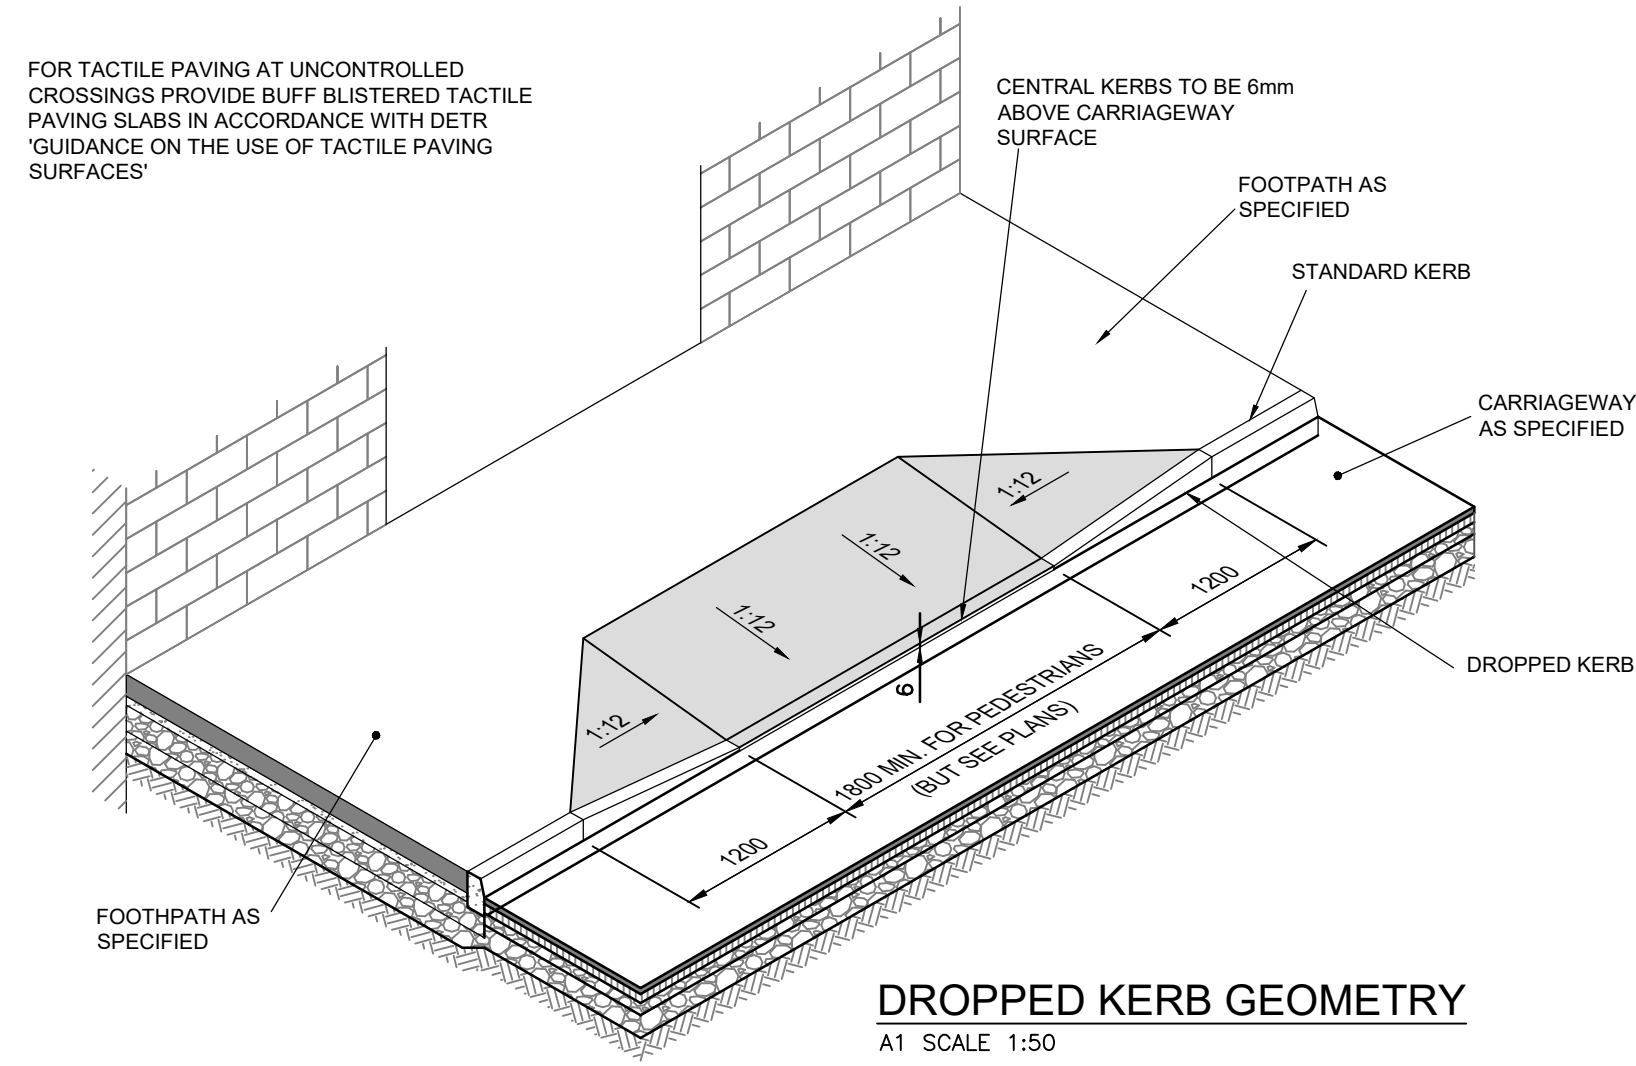 FOR TACTILE PAVING AT UNCONTROLLED
CROSSINGS PROVIDE BUFF BLISTERED TACTILE
PAVING SLABS IN ACCORDANCE WITH DETR
'GUIDANCE ON THE USE OF TACTILE PAVING
SURFACES'
CENTRAL KERBS TO BE 6mm
ABOVE CARRIAGEWAY
SURFACE
FOOTPATH AS
SPECIFIED
STANDARD KERB
CARRIAGEWAY
AS SPECIFIED
1:12
1:12
1:12
1:12
1200
6
1800 MIN. FOR PEDESTRIANS
(BUT SEE PLANS)
1200
DROPPED KERB
FOOTHPATH AS
SPECIFIED
DROPPED KERB GEOMETRY
A1 SCALE 1:50